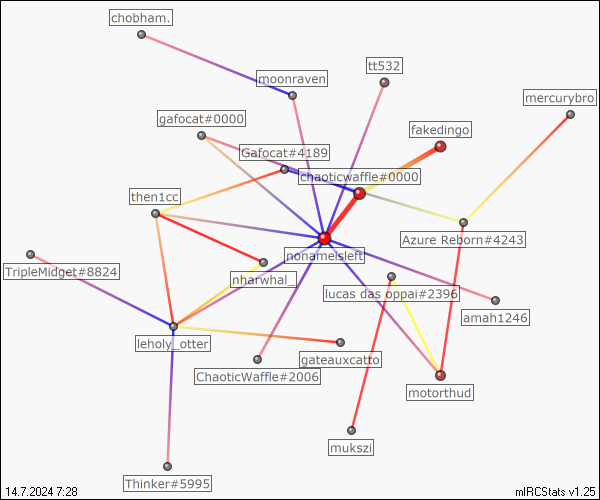 chobham.
moonraven
tt532
mercurybro
gafocat#0000
fakedingo
Gafocat#4189
chaoticwaffle#0000
then1cc
Azure Reborn#4243
nonameisleft
TripleMidget#8824
nharwhal_
lucas das oppai#2396
amah1246
leholy_otter
gateauxcatto
ChaoticWaffle#2006
motorthud
mukszi
Thinker#5995
14.7.2024 7:28
mIRCStats v1.25